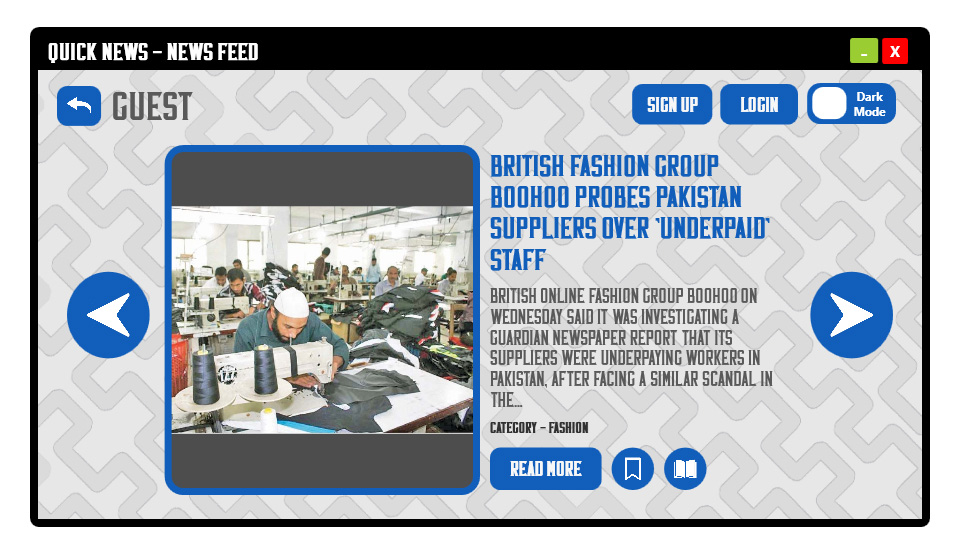 QUICK NEWS - NEWS FEED
_
X
GUEST
SIGN UP
LOGIN
Dark
Mode
BRITISH FASHION GROUP
BOOHOO PROBES PAKISTAN
SUPPLIERS OVER 'UNDERPAID'
STAFF
BRITISH ONLINE FASHION GROUP BOOHOO ON
WEDNESDAY SAID IT WAS INVESTIGATING A
GUARDIAN NEWSPAPER REPORT THAT ITS
SUPPLIERS WERE UNDERPAYING WORKERS IN
PAKISTAN, AFTER FACING A SIMILAR SCANDAL IN
THE...
CATEGORY - FASHION
READ MORE